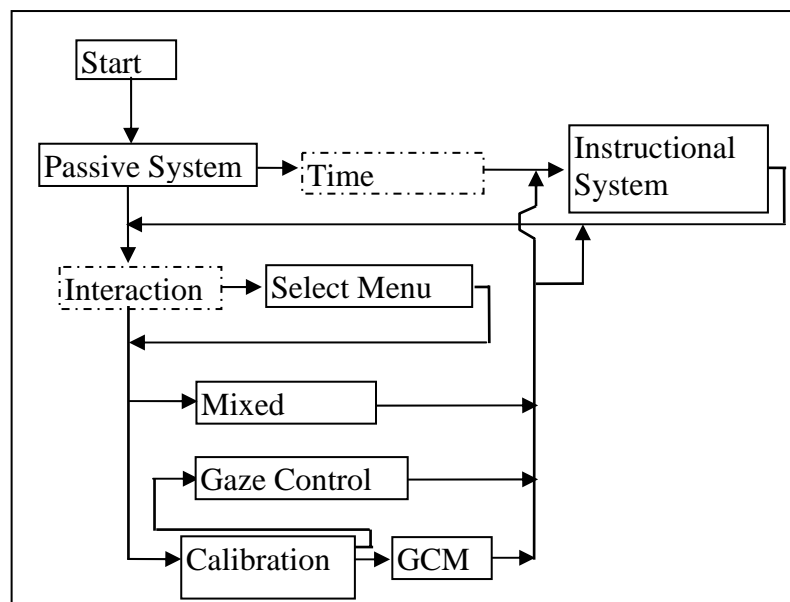 Start
Passive System
Time
Instructional
System
Interaction
Select Menu
Mixed
Gaze Control
Calibration
GCM